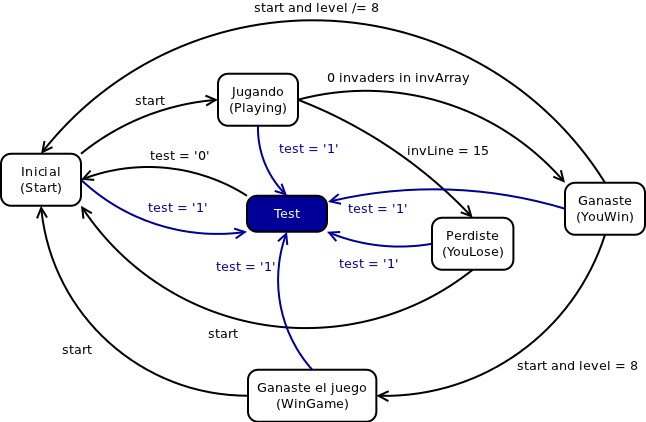 start and level /= 8
Jugando
(Playing)
0 invaders in invArray
start
test = '1'
invLine = 15
test = '0'
Inicial
(Start)
test = '1'
Test
test = '1'
Ganaste
(YouWin)
Perdiste
(YouLose)
test = '1'
test = '1'
start
start
start and level = 8
Ganaste el juego
(WinGame)